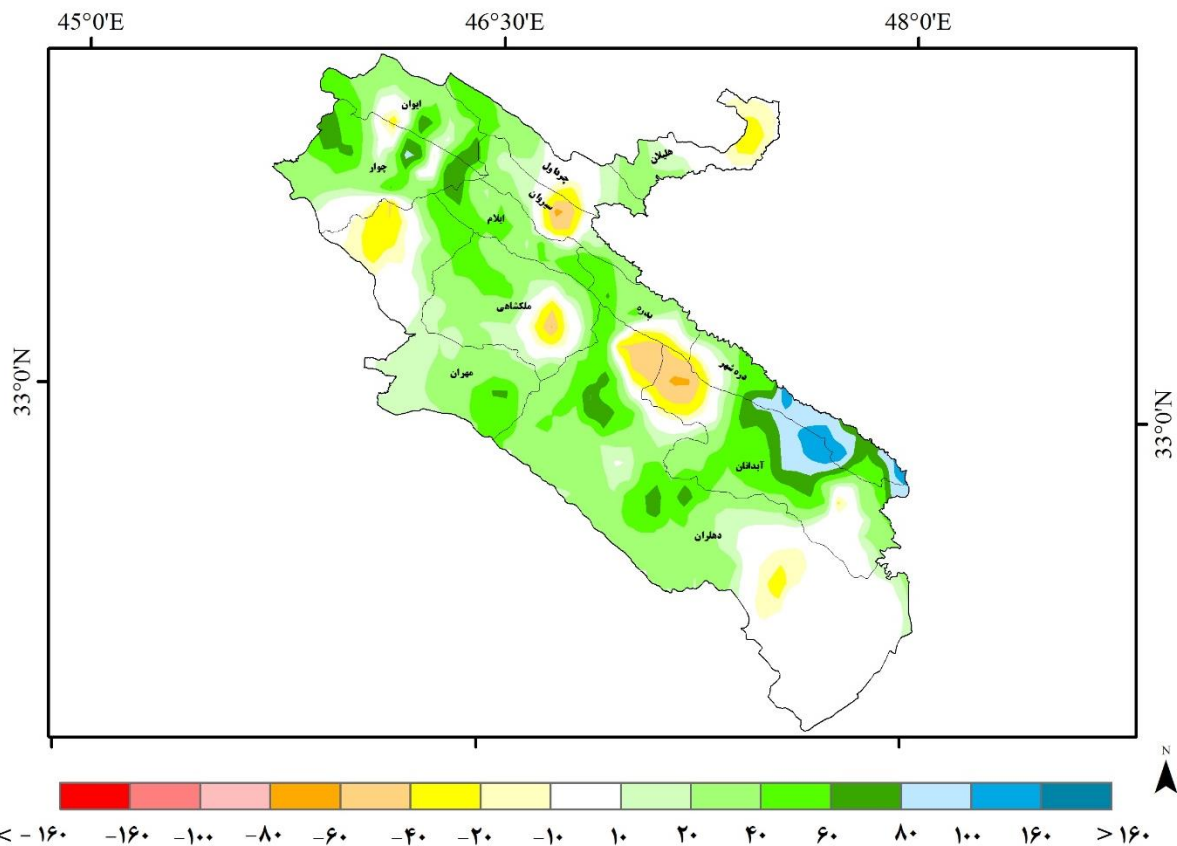 45°0'E 46°30'E 48°0'E
ایوان
چوار
هلیلان
چرداول
سیروان
ایلام
ملکشاهی
بدره
مهران
دره شهر
33°0'N
33°0'N
آبدانان
دهلران
N
< -۱۶۰ -۱۶۰ -۱۰۰ -۸۰ -۶۰ -۴۰ -۲۰ -۱۰ ۱۰ ۲۰ ۴۰ ۶۰ ۸۰ ۱۰۰ ۱۶۰ > ۱۶۰